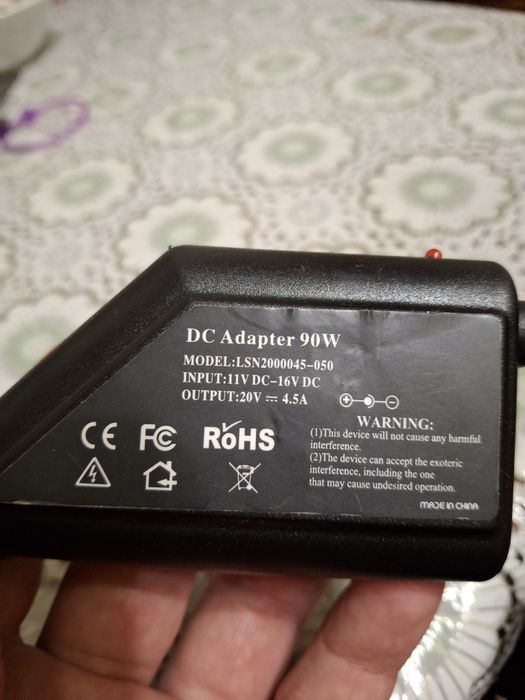 DC Adapter 90W
MODEL:LSN2000045-050
INPUT:11V DC-16V DC
OUTPUT:20V ⎓ 4.5A
CE FC RoHS
WARNING:
(1)This device will not cause any harmful
interference.
(2)The device can accept the exoteric
interference, including the one
that may cause undesired operation.
MADE IN CHINA